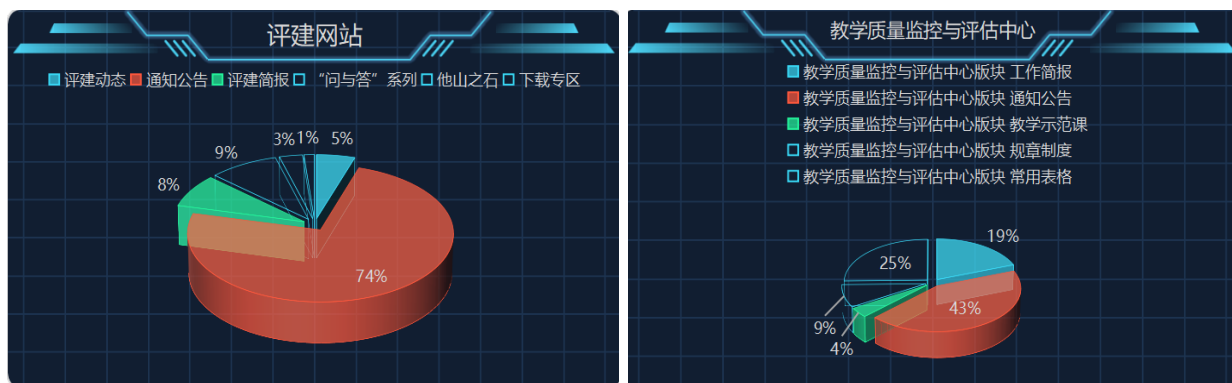 评建网站
评建动态 通知公告 评建简报 “问与答”系列 他山之石 下载专区
3% 1% 5%
9%
8%
74%
教学质量监控与评估中心
教学质量监控与评估中心版块 工作简报
教学质量监控与评估中心版块 通知公告
教学质量监控与评估中心版块 教学示范课
教学质量监控与评估中心版块 规章制度
教学质量监控与评估中心版块 常用表格
19%
25%
43%
9%
4%